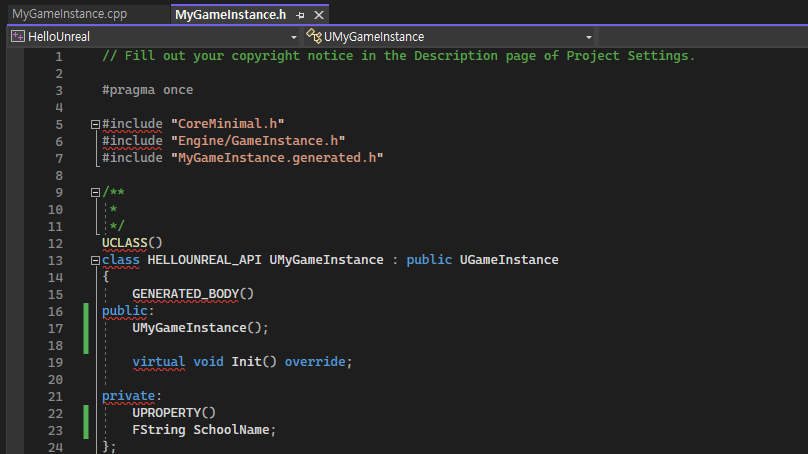 MyGameInstance.cpp
MyGameInstance.h
HelloUnreal
UMyGameInstance
1 // Fill out your copyright notice in the Description page of Project Settings.
2
3 #pragma once
4
5 #include "CoreMinimal.h"
6 #include "Engine/GameInstance.h"
7 #include "MyGameInstance.generated.h"
8
9 /**
10 *
11 */
12 UCLASS()
13 class HELLOUNREAL_API UMyGameInstance : public UGameInstance
14 {
15 GENERATED_BODY()
16 public:
17 UMyGameInstance();
18
19 virtual void Init() override;
20
21 private:
22 UPROPERTY()
23 FString SchoolName;
24 };